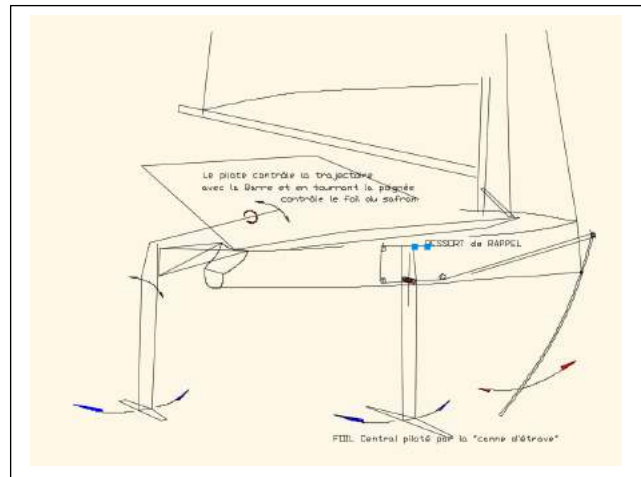 Le pilote contrôle la trajectoire
avec la Barre et en tournant la poignée
contrôle le foil du safran
RESSORT de RAPPEL
FOIL Central piloté par la "canne d'étrave"